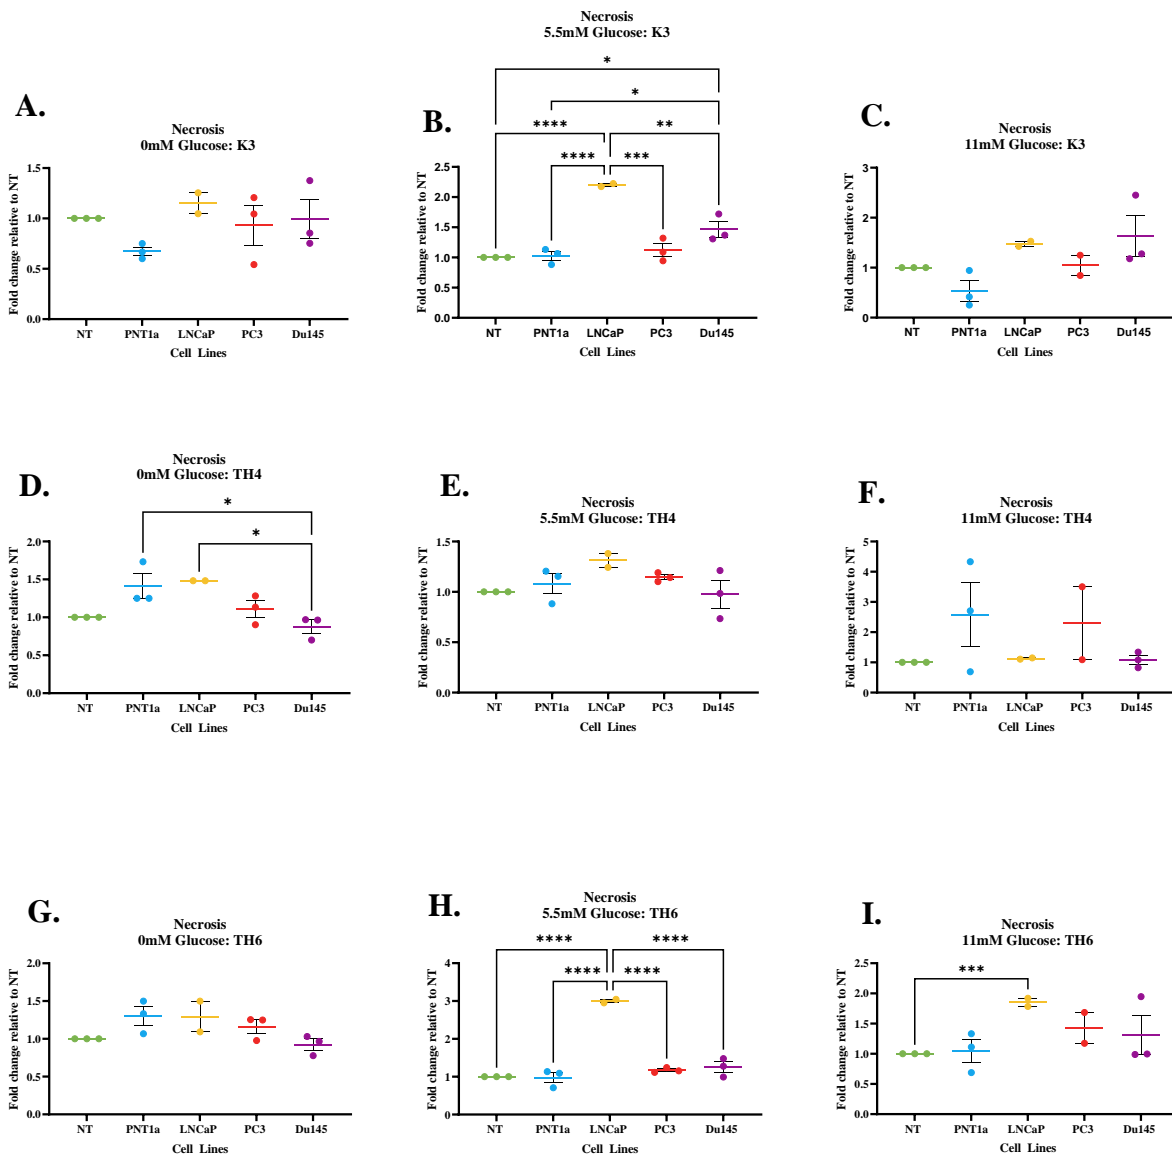 A.
Necrosis
0mM Glucose: K3
Fold change relative to NT
1.5
1.0
0.5
0.0
NT PNT1a LNCaP PC3 Du145
Cell Lines
B.
Necrosis
5.5mM Glucose: K3
*
*
**** **
**** ***
Fold change relative to NT
2.5
2.0
1.5
1.0
0.5
0.0
NT PNT1a LNCaP PC3 Du145
Cell Lines
C.
Necrosis
11mM Glucose: K3
Fold change relative to NT
3
2
1
0
NT PNT1a LNCaP PC3 Du145
Cell Lines
D.
Necrosis
0mM Glucose: TH4
*
*
Fold change relative to NT
2.0
1.5
1.0
0.5
0.0
NT PNT1a LNCaP PC3 Du145
Cell Lines
E.
Necrosis
5.5mM Glucose: TH4
Fold change relative to NT
1.5
1.0
0.5
0.0
NT PNT1a LNCaP PC3 Du145
Cell Lines
F.
Necrosis
11mM Glucose: TH4
Fold change relative to NT
5
4
3
2
1
0
NT PNT1a LNCaP PC3 Du145
Cell Lines
G.
Necrosis
0mM Glucose: TH6
Fold change relative to NT
2.0
1.5
1.0
0.5
0.0
NT PNT1a LNCaP PC3 Du145
Cell Lines
H.
Necrosis
5.5mM Glucose: TH6
**** ****
**** ****
Fold change relative to NT
4
3
2
1
0
NT PNT1a LNCaP PC3 Du145
Cell Lines
I.
Necrosis
11mM Glucose: TH6
***
Fold change relative to NT
2.5
2.0
1.5
1.0
0.5
0.0
NT PNT1a LNCaP PC3 Du145
Cell Lines